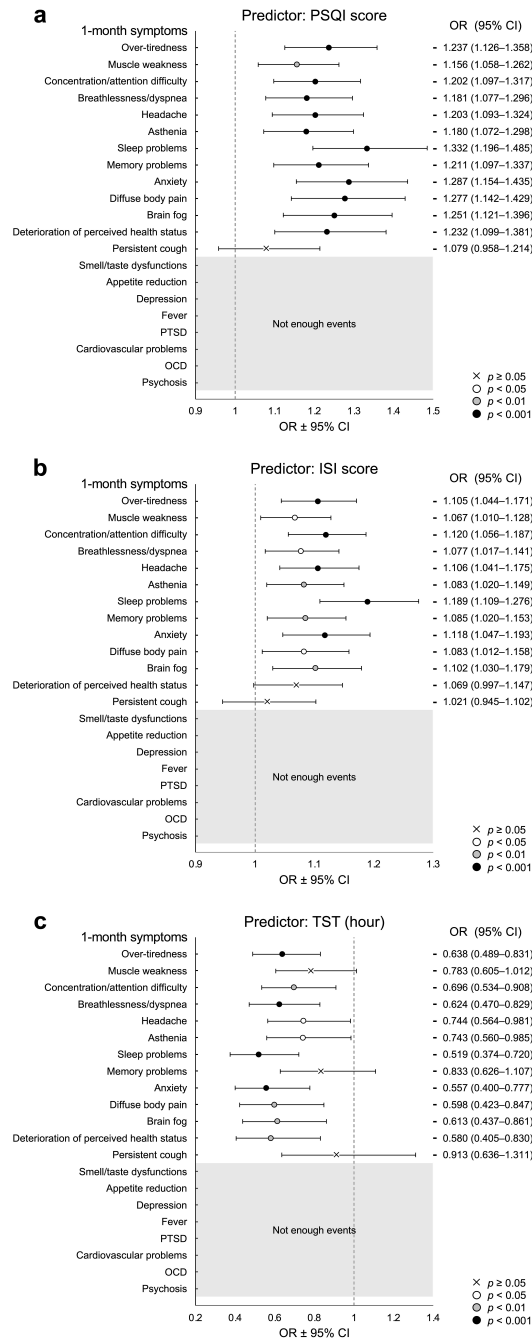 a
Predictor: PSQI score
1-month symptoms
OR (95% CI)
Over-tiredness 1.237 (1.126–1.358)
Muscle weakness 1.156 (1.058–1.262)
Concentration/attention difficulty 1.202 (1.097–1.317)
Breathlessness/dyspnea 1.181 (1.077–1.296)
Headache 1.203 (1.093–1.324)
Asthenia 1.180 (1.072–1.298)
Sleep problems 1.332 (1.196–1.485)
Memory problems 1.211 (1.097–1.337)
Anxiety 1.287 (1.154–1.435)
Diffuse body pain 1.277 (1.142–1.429)
Brain fog 1.251 (1.121–1.396)
Deterioration of perceived health status 1.232 (1.099–1.381)
Persistent cough 1.079 (0.958–1.214)
Smell/taste dysfunctions
Appetite reduction
Depression
Fever
PTSD
Cardiovascular problems
OCD
Psychosis
Not enough events
p ≥ 0.05
p < 0.05
p < 0.01
p < 0.001
0.9 1 1.1 1.2 1.3 1.4 1.5
OR ± 95% CI
b
Predictor: ISI score
1-month symptoms
OR (95% CI)
Over-tiredness 1.105 (1.044–1.171)
Muscle weakness 1.067 (1.010–1.128)
Concentration/attention difficulty 1.120 (1.056–1.187)
Breathlessness/dyspnea 1.077 (1.017–1.141)
Headache 1.106 (1.041–1.175)
Asthenia 1.083 (1.020–1.149)
Sleep problems 1.189 (1.109–1.276)
Memory problems 1.085 (1.020–1.153)
Anxiety 1.118 (1.047–1.193)
Diffuse body pain 1.083 (1.012–1.158)
Brain fog 1.102 (1.030–1.179)
Deterioration of perceived health status 1.069 (0.997–1.147)
Persistent cough 1.021 (0.945–1.102)
Smell/taste dysfunctions
Appetite reduction
Depression
Fever
PTSD
Cardiovascular problems
OCD
Psychosis
Not enough events
p ≥ 0.05
p < 0.05
p < 0.01
p < 0.001
0.9 1 1.1 1.2 1.3
OR ± 95% CI
c
Predictor: TST (hour)
1-month symptoms
OR (95% CI)
Over-tiredness 0.638 (0.489–0.831)
Muscle weakness 0.783 (0.605–1.012)
Concentration/attention difficulty 0.696 (0.534–0.908)
Breathlessness/dyspnea 0.624 (0.470–0.829)
Headache 0.744 (0.564–0.981)
Asthenia 0.743 (0.560–0.985)
Sleep problems 0.519 (0.374–0.720)
Memory problems 0.833 (0.626–1.107)
Anxiety 0.557 (0.400–0.777)
Diffuse body pain 0.598 (0.423–0.847)
Brain fog 0.613 (0.437–0.861)
Deterioration of perceived health status 0.580 (0.405–0.830)
Persistent cough 0.913 (0.636–1.311)
Smell/taste dysfunctions
Appetite reduction
Depression
Fever
PTSD
Cardiovascular problems
OCD
Psychosis
Not enough events
p ≥ 0.05
p < 0.05
p < 0.01
p < 0.001
0.2 0.4 0.6 0.8 1 1.2 1.4
OR ± 95% CI